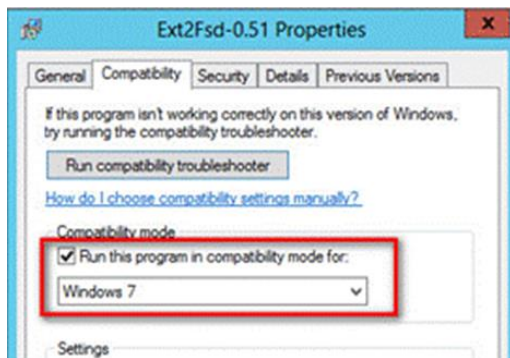 Ext2Fsd-0.51 Properties
x
General Compatibility Security Details Previous Versions
If this program isn't working correctly on this version of Windows,
try running the compatibility troubleshooter.
Run compatibility troubleshooter
How do I choose compatibility settings manually?
Compatibility mode
Run this program in compatibility mode for:
Windows 7
Settings